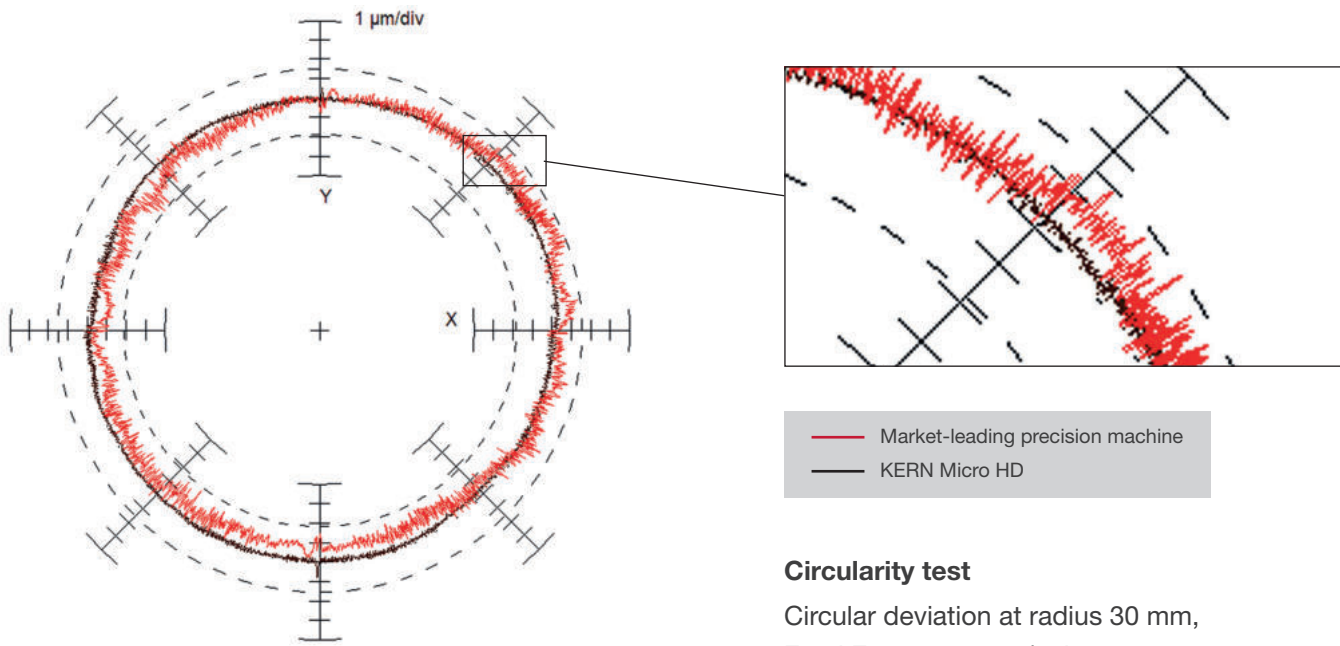 1 µm/div
Y
X
Market-leading precision machine
KERN Micro HD
Circularity test
Circular deviation at radius 30 mm,